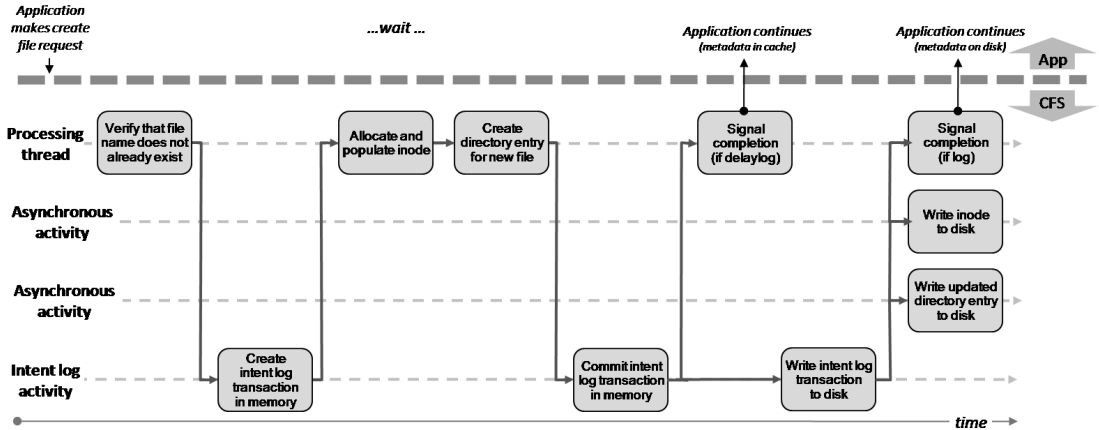 Application
makes create
file request
...wait ...
Application continues
(metadata in cache)
Application continues
(metadata on disk)
App
CFS
Processing
thread
Verify that file
name does not
already exist
Allocate and
populate inode
Create
directory entry
for new file
Signal
completion
(if delaylog)
Signal
completion
(if log)
Asynchronous
activity
Write inode
to disk
Asynchronous
activity
Write updated
directory entry
to disk
Intent log
activity
Create
intent log
transaction
in memory
Commit intent
log transaction
in memory
Write intent log
transaction
to disk
time